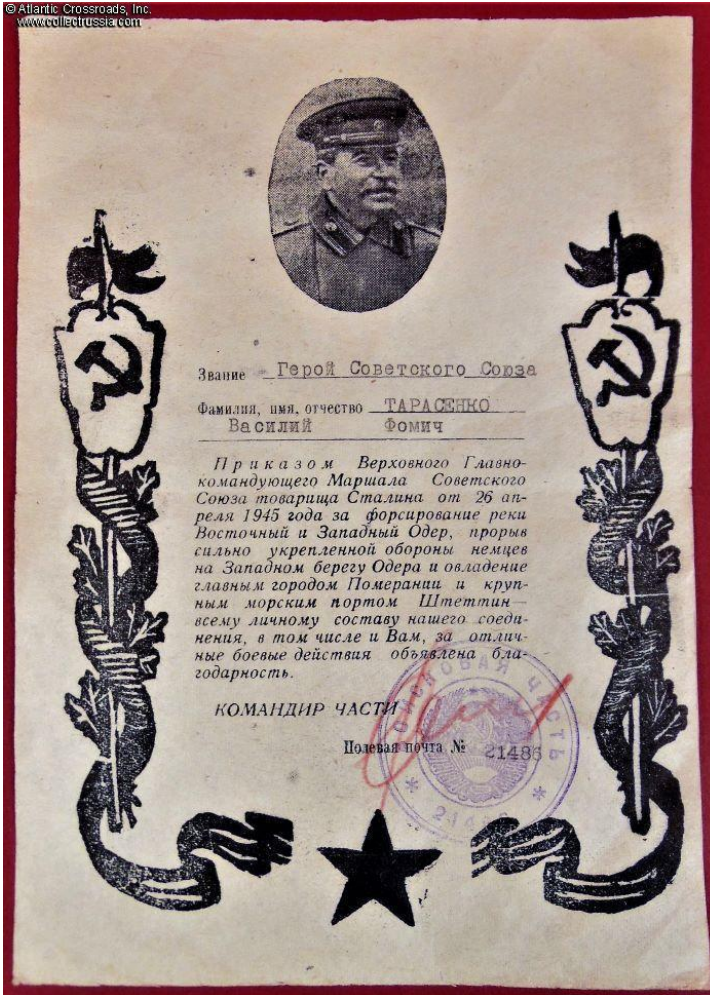 © Atlantic Crossroads, Inc.
www.collectrussia.com
Звание Герой Советского Союза
Фамилия, имя, отчество ТАРАСЕНКО
Василий Фомич
Приказом Верховного Главно-
командующего Маршала Советского
Союза товарища Сталина от 26 ап-
реля 1945 года за форсирование реки
Восточный и Западный Одер, прорыв
сильно укрепленной обороны немцев
на Западном берегу Одера и овладение
главным городом Померании и круп-
ным морским портом Штеттин—
всему личному составу нашего соеди-
нения, в том числе и Вам, за отлич-
ные боевые действия объявлена бла-
годарность.
КОМАНДИР ЧАСТИ
Полевая почта № 21486
ВОЙСКОВАЯ ЧАСТЬ